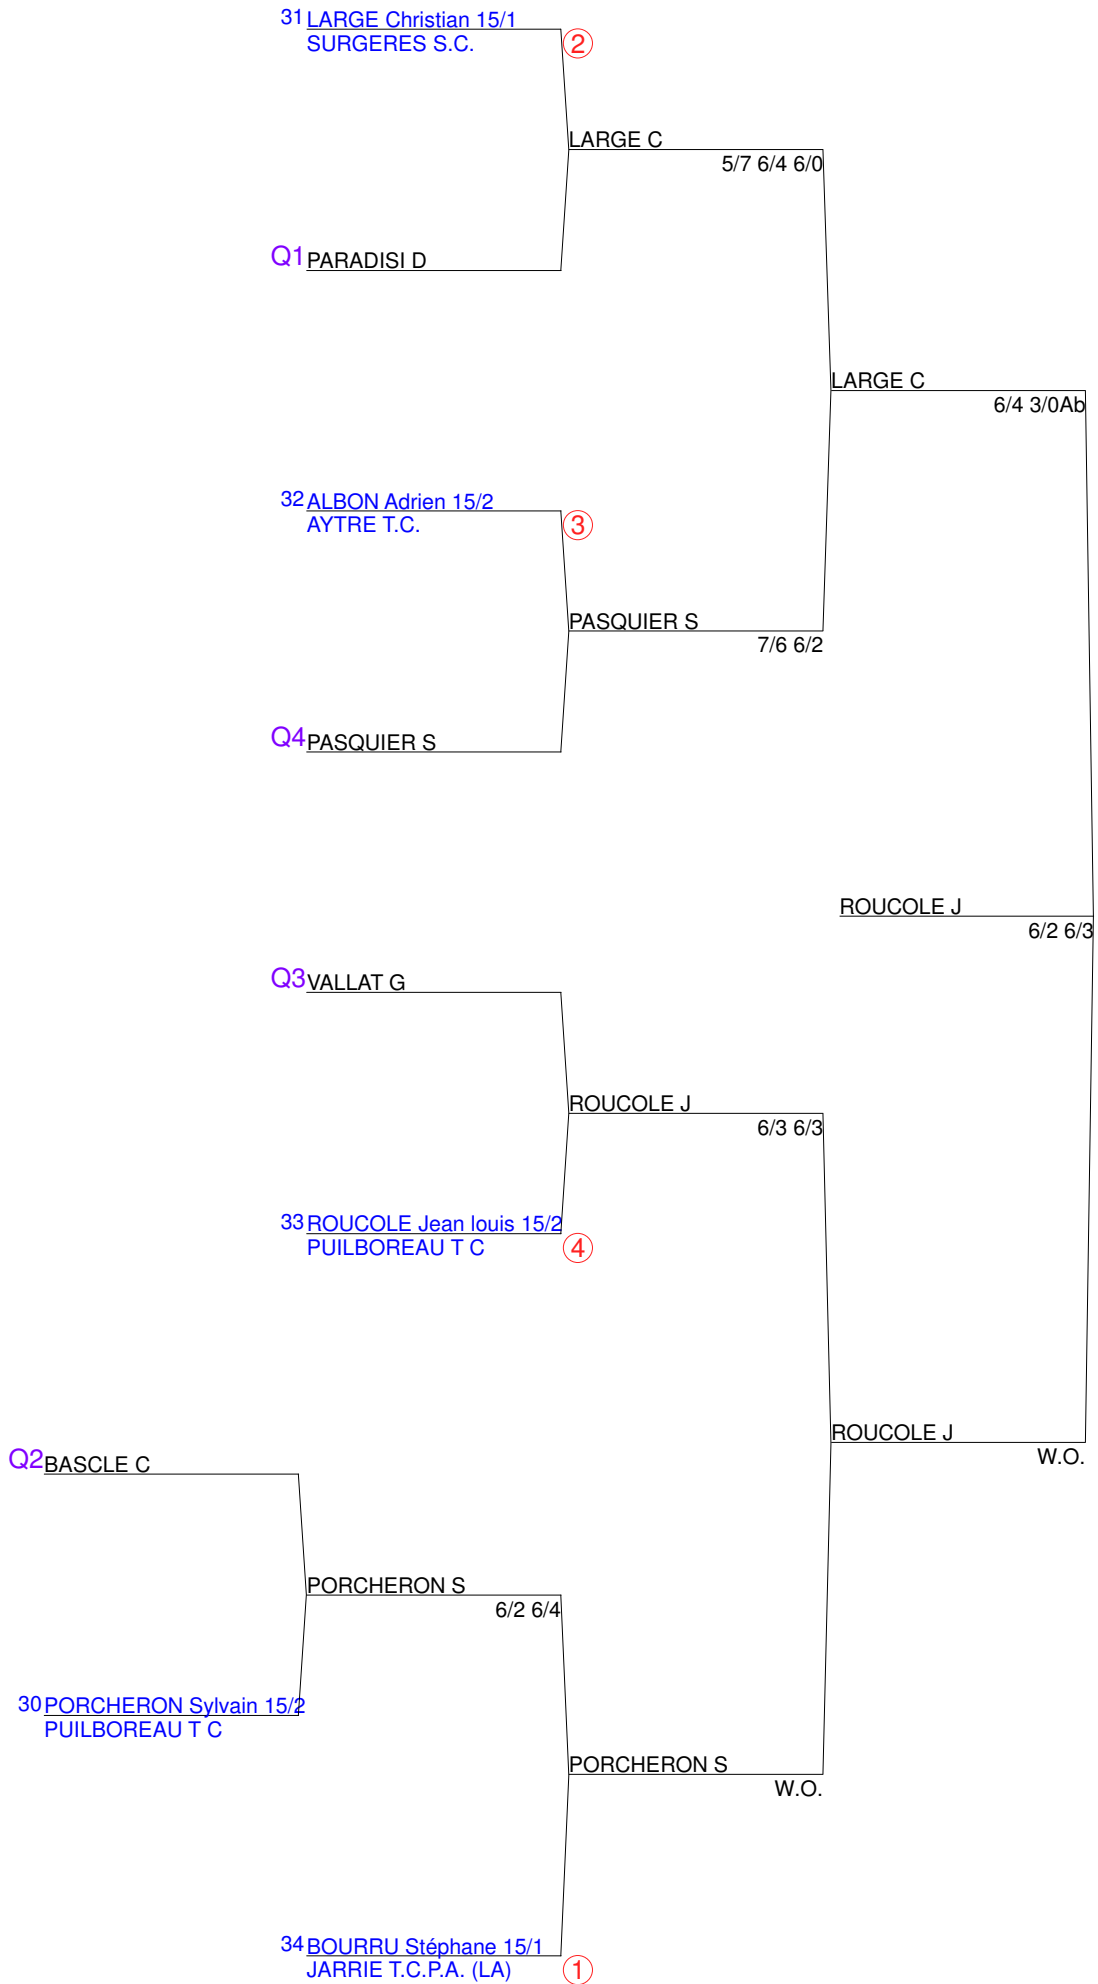 31 LARGE Christian 15/1
SURGERES S.C.
2
LARGE C
5/7 6/4 6/0
Q1 PARADISI D
LARGE C
6/4 3/0Ab
32 ALBON Adrien 15/2
AYTRE T.C.
3
PASQUIER S
7/6 6/2
Q4 PASQUIER S
ROUCOLE J
6/2 6/3
Q3 VALLAT G
ROUCOLE J
6/3 6/3
33 ROUCOLE Jean louis 15/2
PUILBOREAU T C
4
ROUCOLE J
W.O.
Q2 BASCLE C
PORCHERON S
6/2 6/4
30 PORCHERON Sylvain 15/2
PUILBOREAU T C
PORCHERON S
W.O.
34 BOURRU Stéphane 15/1
JARRIE T.C.P.A. (LA)
1